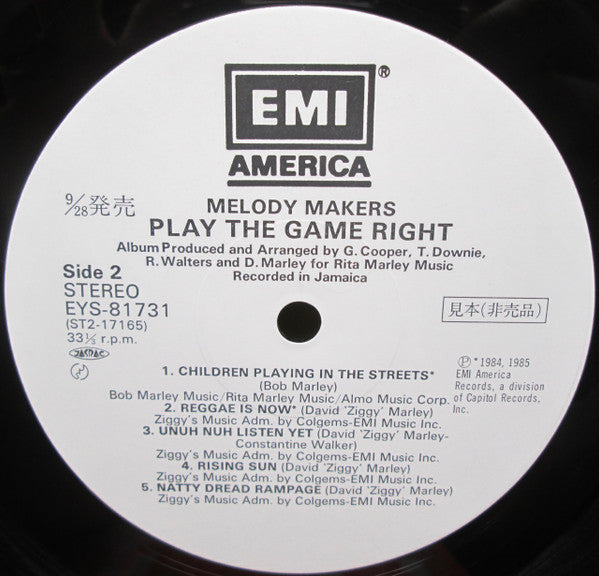 EMI®
AMERICA
9/28発売
MELODY MAKERS
PLAY THE GAME RIGHT
Album Produced and Arranged by G. Cooper, T. Downie,
R. Walters and D. Marley for Rita Marley Music
Recorded in Jamaica
Side 2
STEREO
EYS-81731
(ST2-17165)
33⅓ r.p.m.
JASRAC
見本(非売品)
℗*1984, 1985
EMI America
Records, a division
of Capitol Records,
Inc.
1. CHILDREN PLAYING IN THE STREETS*
(Bob Marley)
Bob Marley Music/Rita Marley Music/Almo Music Corp.
2. REGGAE IS NOW* (David 'Ziggy' Marley)
Ziggy's Music Adm. by Colgems-EMI Music Inc.
3. UNUH NUH LISTEN YET (David 'Ziggy' Marley-
Constantine Walker)
Ziggy's Music Adm. by Colgems-EMI Music Inc.
4. RISING SUN (David 'Ziggy' Marley)
Ziggy's Music Adm. by Colgems-EMI Music Inc.
5. NATTY DREAD RAMPAGE (David 'Ziggy' Marley)
Ziggy's Music Adm. by Colgems-EMI Music Inc.